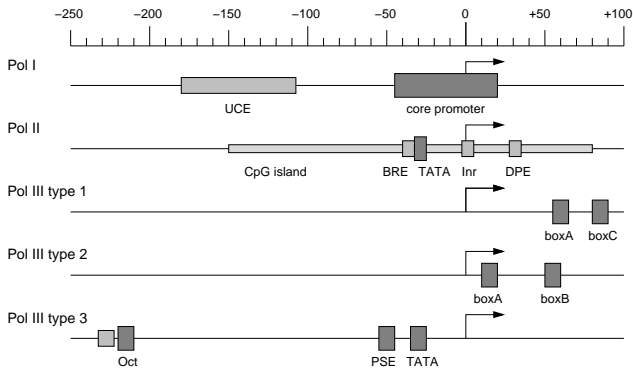 −250 −200 −150 −100 −50 0 +50 +100
Pol I
UCE core promoter
Pol II
CpG island BRE TATA Inr DPE
Pol III type 1
boxA boxC
Pol III type 2
boxA boxB
Pol III type 3
Oct PSE TATA